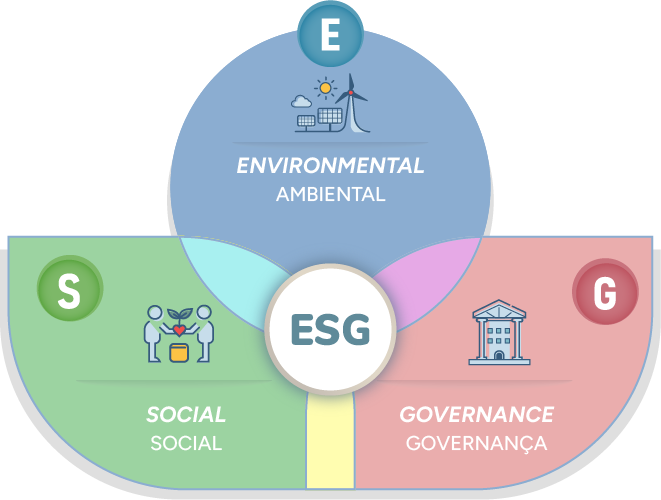 E
ENVIRONMENTAL
AMBIENTAL
S
G
ESG
SOCIAL
SOCIAL
GOVERNANCE
GOVERNANÇA